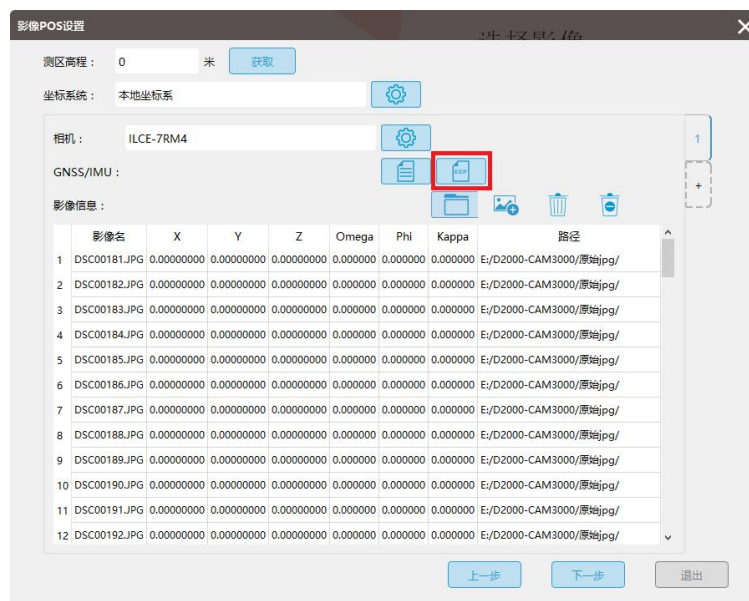 影像POS设置
测区高程： 0 米 获取
坐标系统： 本地坐标系
相机： ILCE-7RM4
1
GNSS/IMU： EXIF
+
影像信息：
影像名 X Y Z Omega Phi Kappa 路径
1 DSC00181.JPG 0.00000000 0.00000000 0.00000000 0.000000 0.000000 0.000000 E:/D2000-CAM3000/原始jpg/
2 DSC00182.JPG 0.00000000 0.00000000 0.00000000 0.000000 0.000000 0.000000 E:/D2000-CAM3000/原始jpg/
3 DSC00183.JPG 0.00000000 0.00000000 0.00000000 0.000000 0.000000 0.000000 E:/D2000-CAM3000/原始jpg/
4 DSC00184.JPG 0.00000000 0.00000000 0.00000000 0.000000 0.000000 0.000000 E:/D2000-CAM3000/原始jpg/
5 DSC00185.JPG 0.00000000 0.00000000 0.00000000 0.000000 0.000000 0.000000 E:/D2000-CAM3000/原始jpg/
6 DSC00186.JPG 0.00000000 0.00000000 0.00000000 0.000000 0.000000 0.000000 E:/D2000-CAM3000/原始jpg/
7 DSC00187.JPG 0.00000000 0.00000000 0.00000000 0.000000 0.000000 0.000000 E:/D2000-CAM3000/原始jpg/
8 DSC00188.JPG 0.00000000 0.00000000 0.00000000 0.000000 0.000000 0.000000 E:/D2000-CAM3000/原始jpg/
9 DSC00189.JPG 0.00000000 0.00000000 0.00000000 0.000000 0.000000 0.000000 E:/D2000-CAM3000/原始jpg/
10 DSC00190.JPG 0.00000000 0.00000000 0.00000000 0.000000 0.000000 0.000000 E:/D2000-CAM3000/原始jpg/
11 DSC00191.JPG 0.00000000 0.00000000 0.00000000 0.000000 0.000000 0.000000 E:/D2000-CAM3000/原始jpg/
12 DSC00192.JPG 0.00000000 0.00000000 0.00000000 0.000000 0.000000 0.000000 E:/D2000-CAM3000/原始jpg/
上一步 下一步 退出